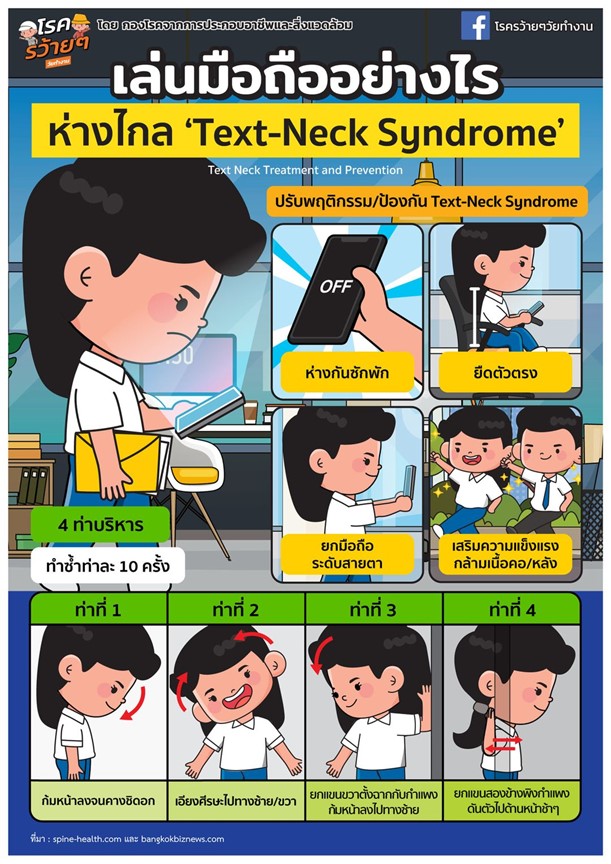 โรค
รว้ายๆ
วัยทำงาน
โดย กองโรคจากการประกอบอาชีพและสิ่งแวดล้อม
โรคร้วายๆวัยทำงาน
เล่นมือถืออย่างไร
ห่างไกล ‘Text-Neck Syndrome’
Text Neck Treatment and Prevention
ปรับพฤติกรรม/ป้องกัน Text-Neck Syndrome
OFF
ห่างกันซักพัก
ยืดตัวตรง
ยกมือถือ
ระดับสายตา
เสริมความแข็งแรง
กล้ามเนื้อคอ/หลัง
4 ท่าบริหาร
ทำซ้ำท่าละ 10 ครั้ง
ท่าที่ 1
ท่าที่ 2
ท่าที่ 3
ท่าที่ 4
ก้มหน้าลงจนคางชิดอก
เอียงศีรษะไปทางซ้าย/ขวา
ยกแขนขวาตั้งฉากกับกำแพง
ก้มหน้าลงไปทางซ้าย
ยกแขนสองข้างพิงกำแพง
ดันตัวไปด้านหน้าช้าๆ
ที่มา : spine-health.com และ bangkokbiznews.com